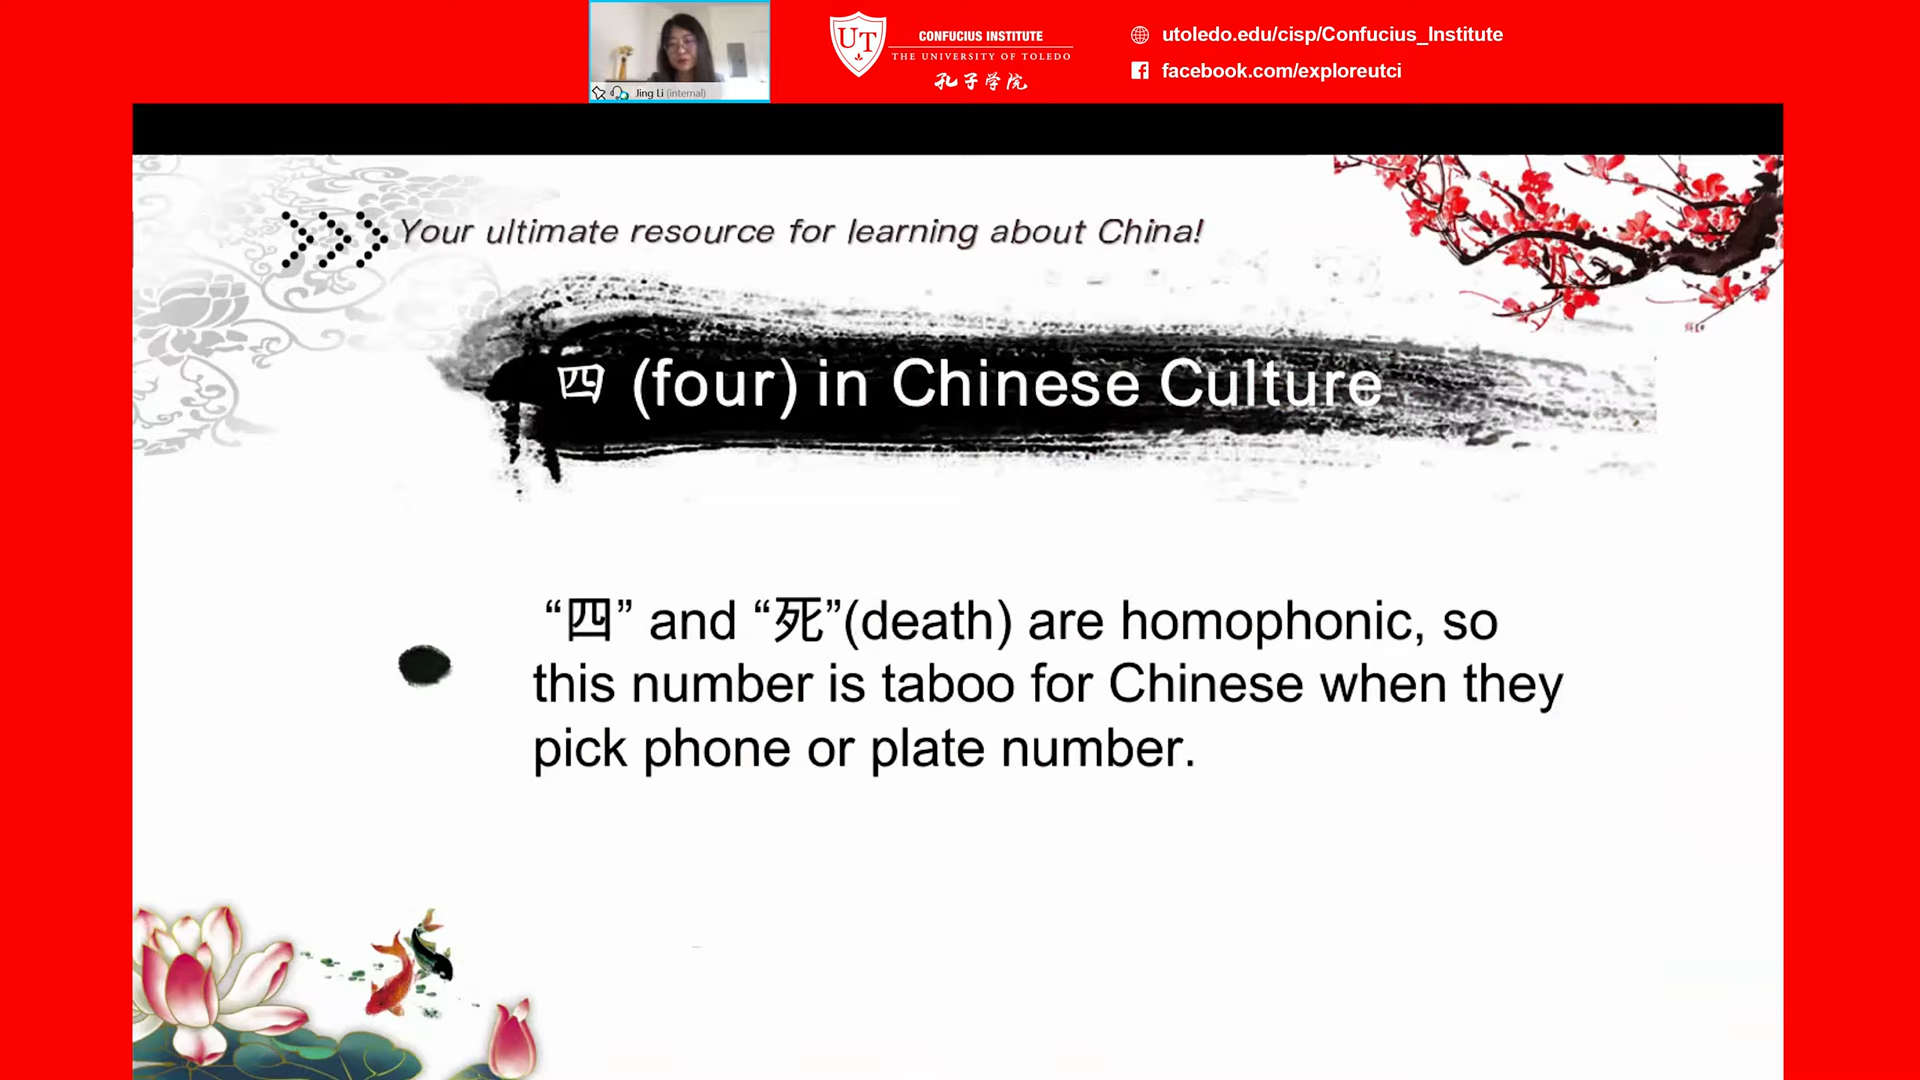 Jing Li (internal)
UT
CONFUCIUS INSTITUTE
THE UNIVERSITY OF TOLEDO
孔子学院
utoledo.edu/cisp/Confucius_Institute
facebook.com/exploreutci
Your ultimate resource for learning about China!
四 (four) in Chinese Culture
“四” and “死”(death) are homophonic, so
this number is taboo for Chinese when they
pick phone or plate number.